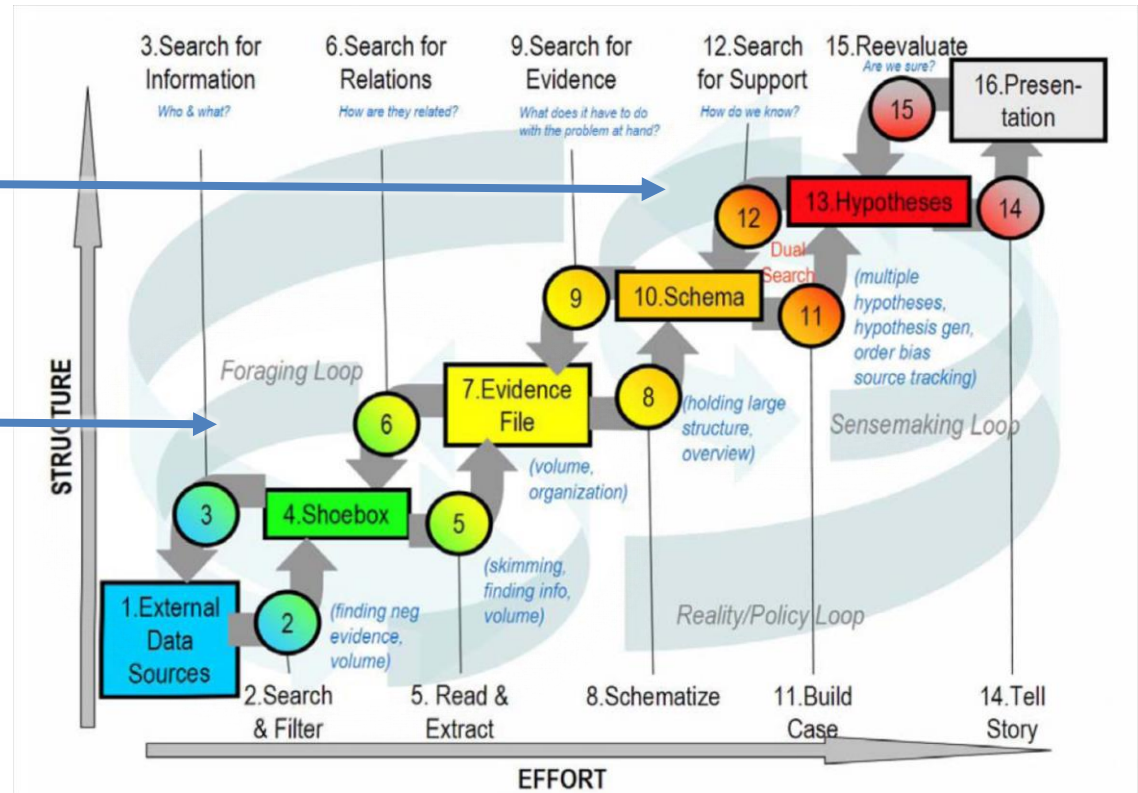 3.Search for
Information
Who & what?
6.Search for
Relations
How are they related?
9.Search for
Evidence
What does it have to do
with the problem at hand?
12.Search
for Support
How do we know?
15.Reevaluate
Are we sure?
16.Presen-
tation
15
12
13.Hypotheses
14
Dual
Search
9
10.Schema
11
(multiple
hypotheses,
hypothesis gen,
order bias
source tracking)
Foraging Loop
7.Evidence
File
8
(holding large
structure,
overview)
Sensemaking Loop
6
(volume,
organization)
STRUCTURE
3
4.Shoebox
5
(skimming,
finding info,
volume)
1.External
Data
Sources
2
(finding neg
evidence,
volume)
Reality/Policy Loop
2.Search
& Filter
5. Read &
Extract
8.Schematize
11.Build
Case
14.Tell
Story
EFFORT